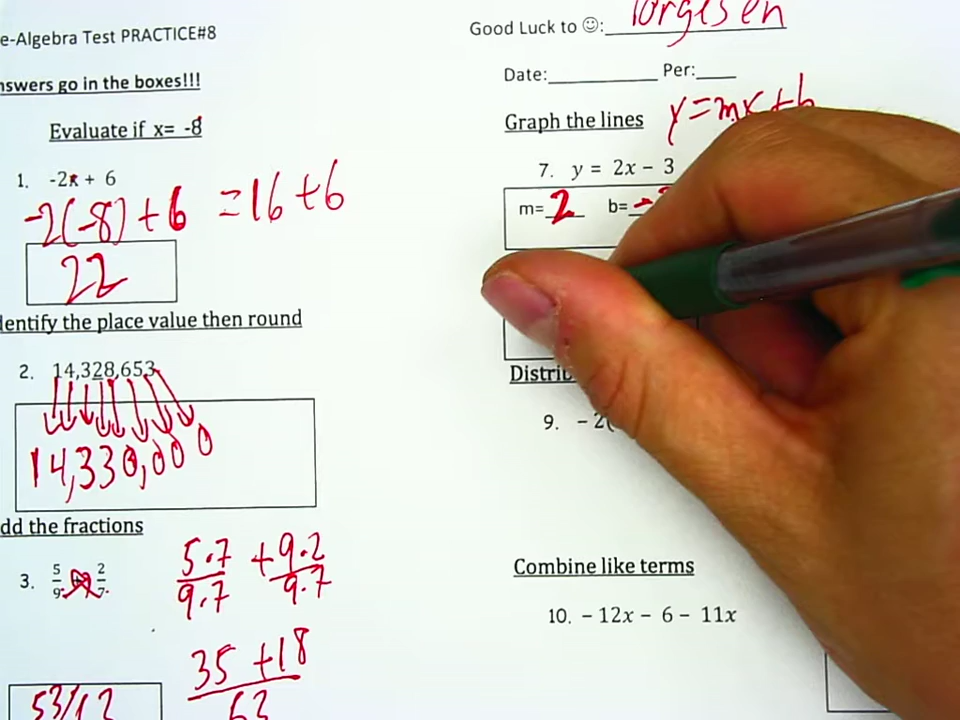 e-Algebra Test PRACTICE#8
nswers go in the boxes!!!
Evaluate if x= -8
1. -2x + 6
-2(-8) + 6 = 16 + 6
22
dentify the place value then round
2. 14,328,653
14,330,000
dd the fractions
3. 5/9 2/7
5·7/9·7 + 9·2/9·7
35 + 18/63
Good Luck to ☺: Torgesen
Date: Per:
Graph the lines y = mx + b
7. y = 2x − 3
m= 2 b= -
Distrib
9. − 2(
Combine like terms
10. − 12x − 6 − 11x